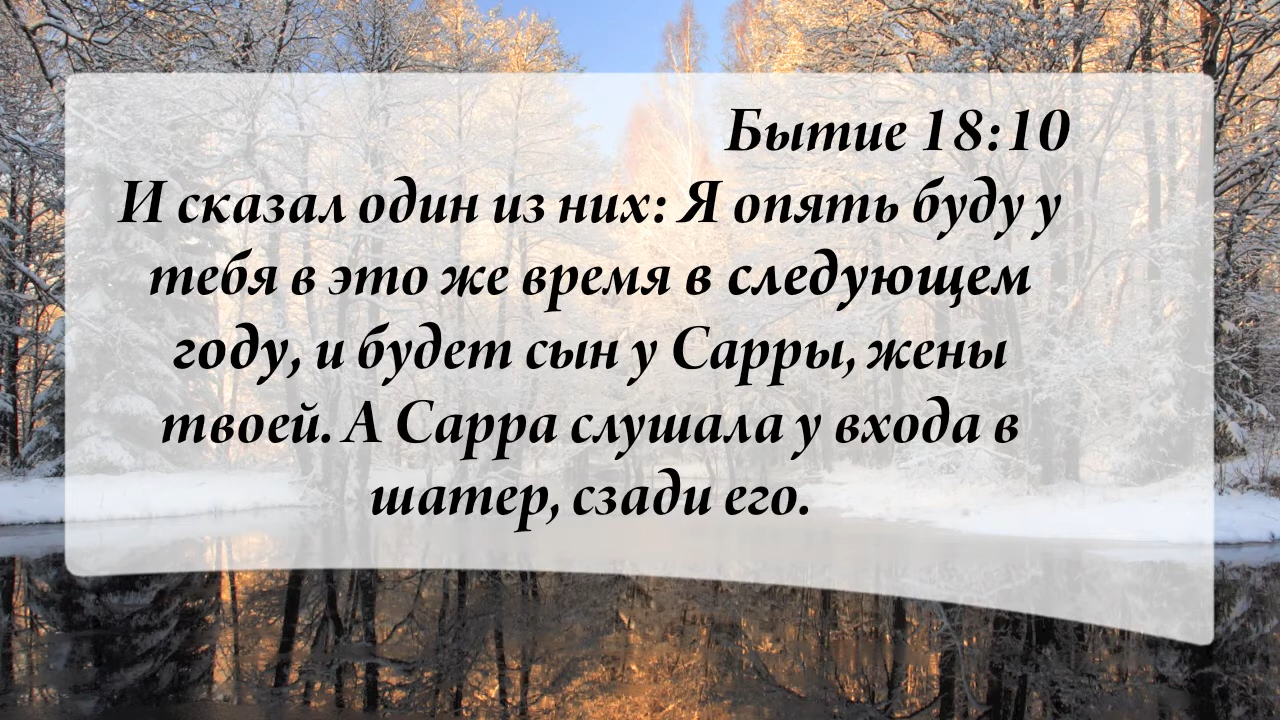 Бытие 18:10
И сказал один из них: Я опять буду у
тебя в это же время в следующем
году, и будет сын у Сарры, жены
твоей. А Сарра слушала у входа в
шатер, сзади его.